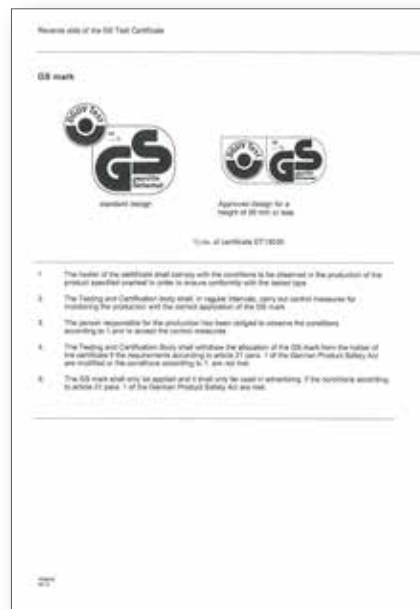 Reverse side of the GS Test Certificate
GS mark
DGUV Test
GS
geprüfte
Sicherheit
DGUV Test
GS
geprüfte
Sicherheit
standard design
Approved design for a
height of 20 mm or less
of certificate
1. The holder of the certificate shall comply with the conditions to be observed in the production of the
product specified overleaf in order to ensure conformity with the tested type.
2. The Testing and Certification body shall, in regular intervals, carry out control measures for
monitoring the production and the correct application of the GS mark.
3. The person responsible for the production has been obliged to observe the conditions
according to 1 and to accept the control measures.
4. The Testing and Certification Body shall withdraw the allocation of the GS mark from the holder of
the certificate if the requirements according to article 21 para. 1 of the German Product Safety Act
are modified or the conditions according to 1. are not met.
5. The GS mark shall only be applied and it shall only be used in advertising, if the conditions according
to article 21 para. 1 of the German Product Safety Act are met.